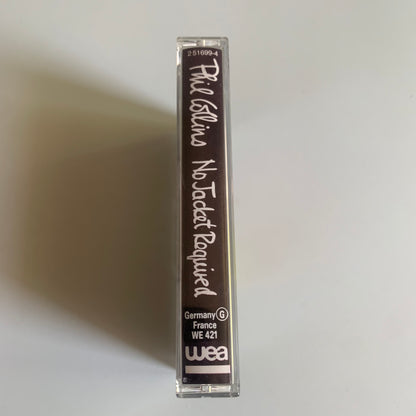 2 51699-4
Phil Collins No Jacket Required
Germany G
France
WE 421
wea